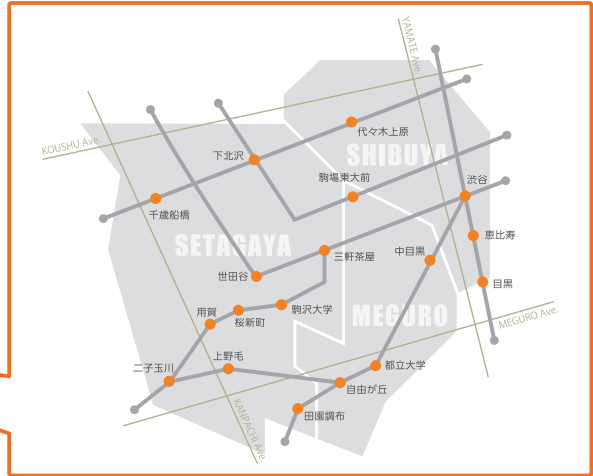 YAMATE Ave.
KOUSHU Ave.
代々木上原
下北沢
SHIBUYA
駒場東大前
渋谷
千歳船橋
恵比寿
SETAGAYA
三軒茶屋
中目黒
世田谷
目黒
用賀
桜新町
駒沢大学
MEGURO
MEGURO Ave.
二子玉川
上野毛
都立大学
自由が丘
田園調布
KANPACHI Ave.